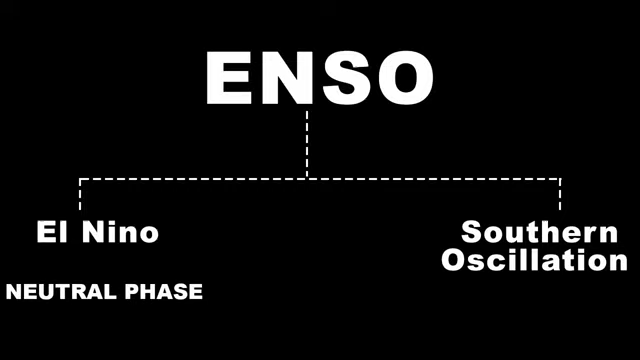 ENSO
El Nino
Southern
Oscillation
NEUTRAL PHASE